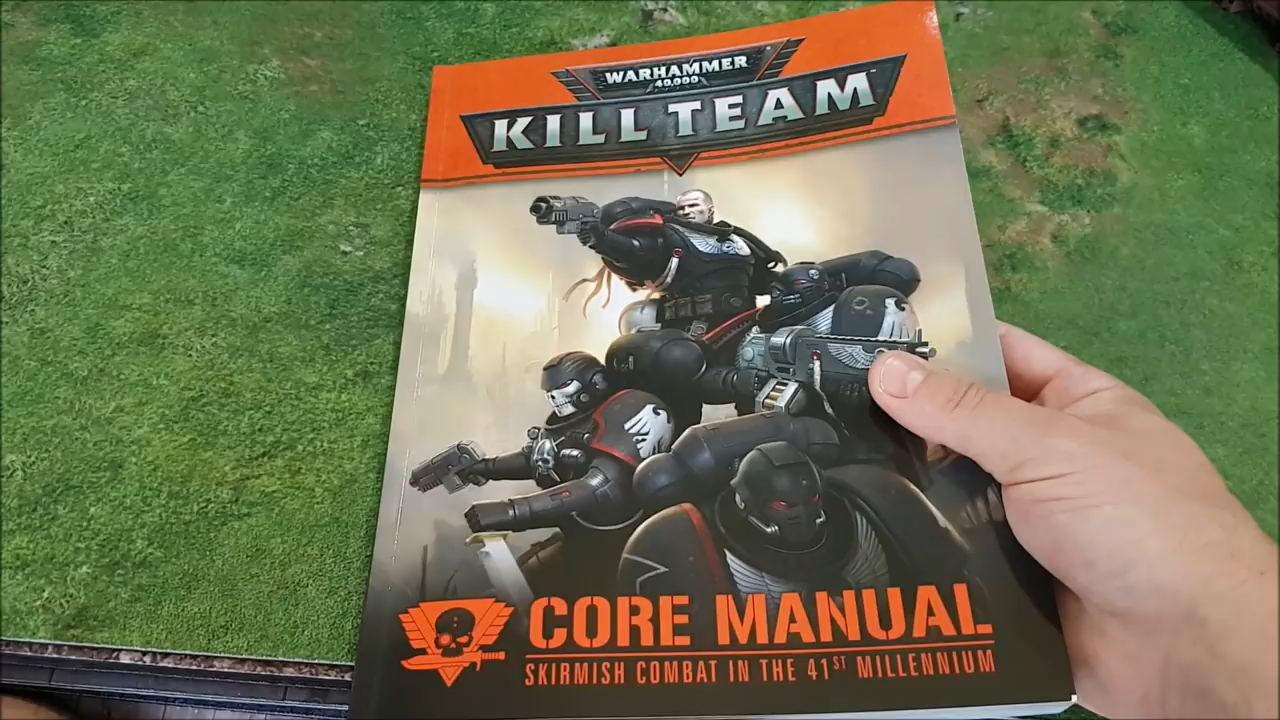 WARHAMMER
40,000
KILL TEAM
CORE MANUAL
SKIRMISH COMBAT IN THE 41ST MILLENNIUM